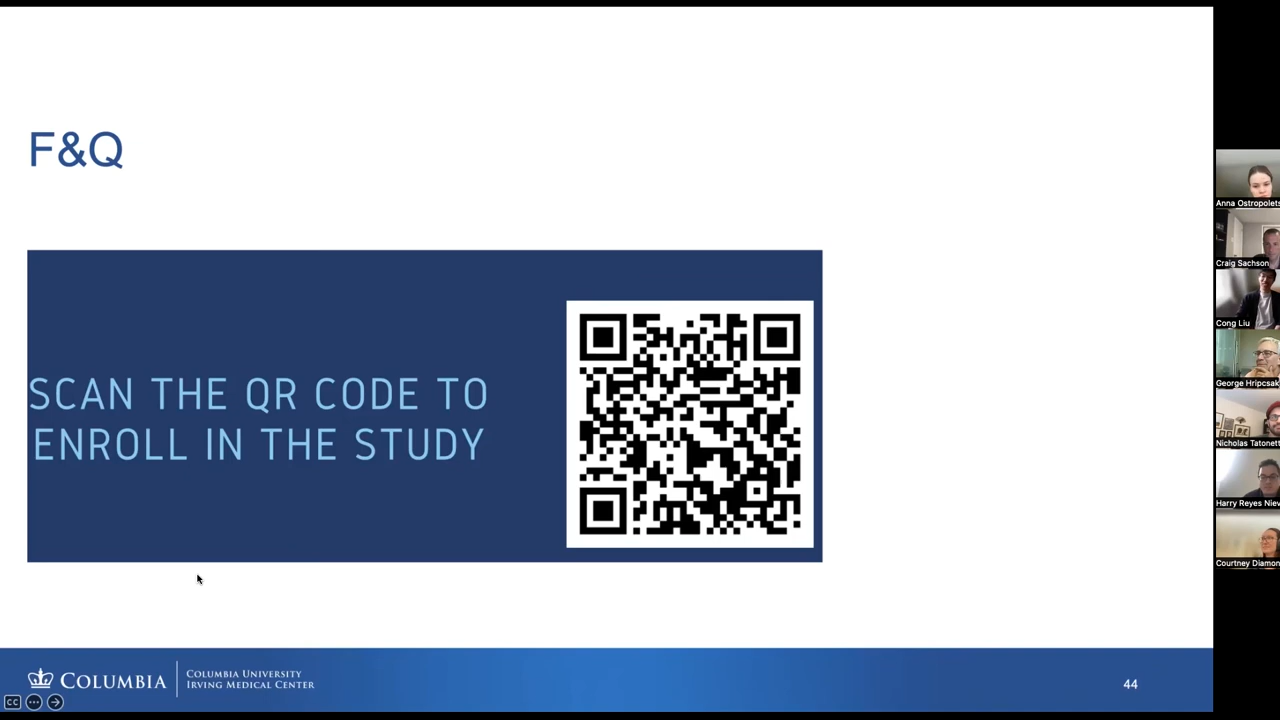 F&Q
SCAN THE QR CODE TO
ENROLL IN THE STUDY
COLUMBIA
COLUMBIA UNIVERSITY
IRVING MEDICAL CENTER
44
CC
Anna Ostropolets
Craig Sachson
Cong Liu
George Hripcsak
Nicholas Tatonett
Harry Reyes Niev
Courtney Diamon